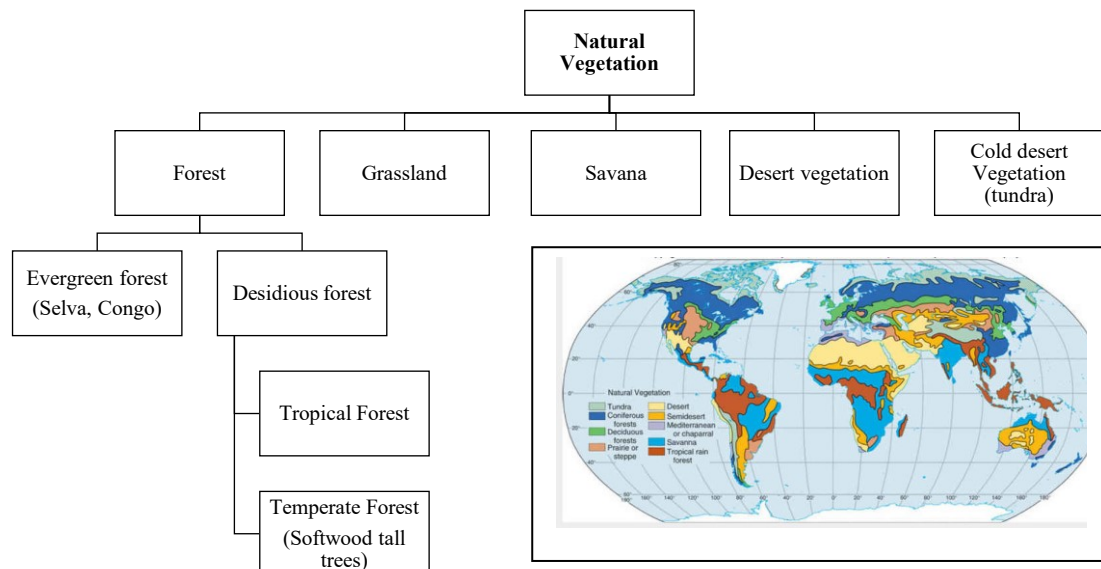 Natural
Vegetation
Forest
Grassland
Savana
Desert vegetation
Cold desert
Vegetation
(tundra)
Evergreen forest
(Selva, Congo)
Desidious forest
Tropical Forest
Temperate Forest
(Softwood tall
trees)
Natural Vegetation
Tundra
Coniferous
forests
Deciduous
forests
Prairie or
steppe
Desert
Semidesert
Mediterranean
or chaparral
Savanna
Tropical rain
forest